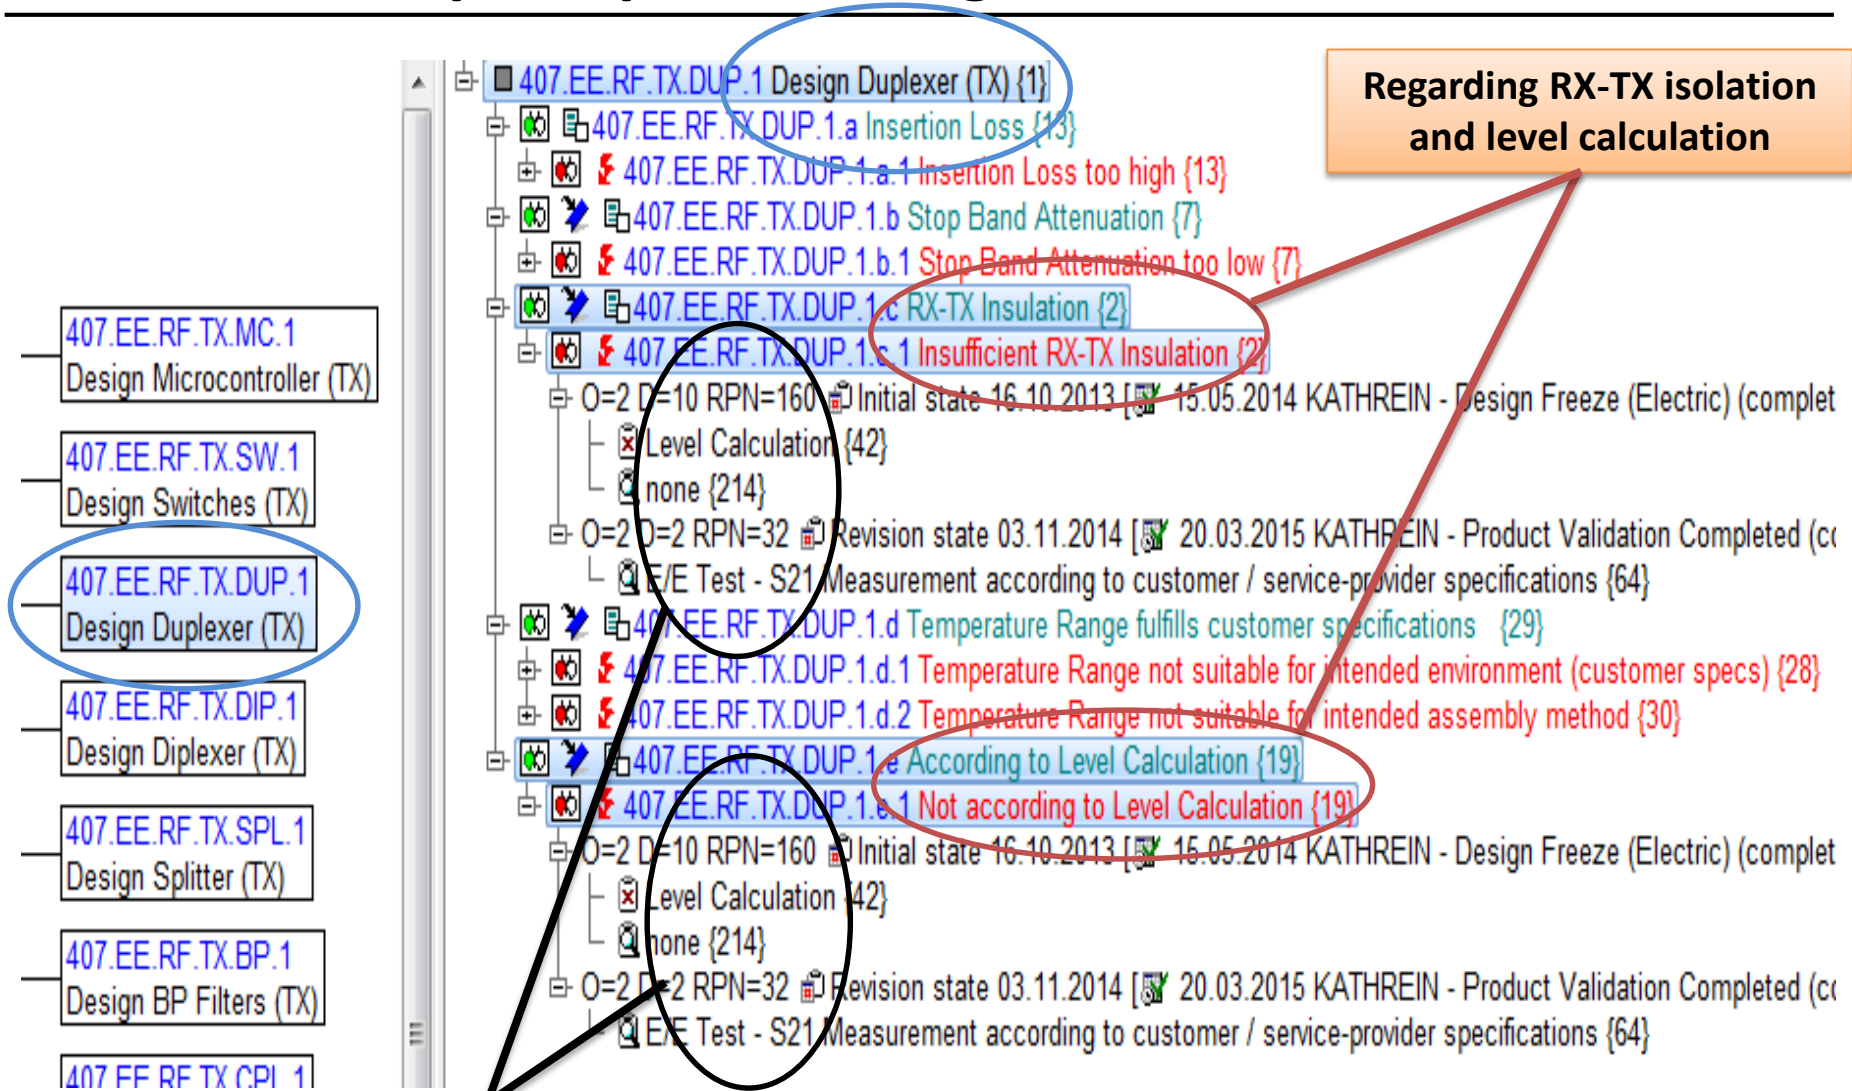 407.EE.RF.TX.MC.1
Design Microcontroller (TX)
407.EE.RF.TX.SW.1
Design Switches (TX)
407.EE.RF.TX.DUP.1
Design Duplexer (TX)
407.EE.RF.TX.DIP.1
Design Diplexer (TX)
407.EE.RF.TX.SPL.1
Design Splitter (TX)
407.EE.RF.TX.BP.1
Design BP Filters (TX)
407.EE.RF.TX.CPL.1
407.EE.RF.TX.DUP.1 Design Duplexer (TX) {1}
407.EE.RF.TX.DUP.1.a Insertion Loss {13}
407.EE.RF.TX.DUP.1.a.1 Insertion Loss too high {13}
407.EE.RF.TX.DUP.1.b Stop Band Attenuation {7}
407.EE.RF.TX.DUP.1.b.1 Stop Band Attenuation too low {7}
407.EE.RF.TX.DUP.1.c RX-TX Insulation {2}
407.EE.RF.TX.DUP.1.c.1 Insufficient RX-TX Insulation {2}
O=2 D=10 RPN=160 Initial state 16.10.2013 [ 15.05.2014 KATHREIN - Design Freeze (Electric) (complet
Level Calculation {42}
none {214}
O=2 D=2 RPN=32 Revision state 03.11.2014 [ 20.03.2015 KATHREIN - Product Validation Completed (co
E/E Test - S21 Measurement according to customer / service-provider specifications {64}
407.EE.RF.TX.DUP.1.d Temperature Range fulfills customer specifications {29}
407.EE.RF.TX.DUP.1.d.1 Temperature Range not suitable for intended environment (customer specs) {28}
407.EE.RF.TX.DUP.1.d.2 Temperature Range not suitable for intended assembly method {30}
407.EE.RF.TX.DUP.1.e According to Level Calculation {19}
407.EE.RF.TX.DUP.1.e.1 Not according to Level Calculation {19}
O=2 D=10 RPN=160 Initial state 16.10.2013 [ 15.05.2014 KATHREIN - Design Freeze (Electric) (complet
Level Calculation {42}
none {214}
O=2 D=2 RPN=32 Revision state 03.11.2014 [ 20.03.2015 KATHREIN - Product Validation Completed (co
E/E Test - S21 Measurement according to customer / service-provider specifications {64}
Regarding RX-TX isolation
and level calculation